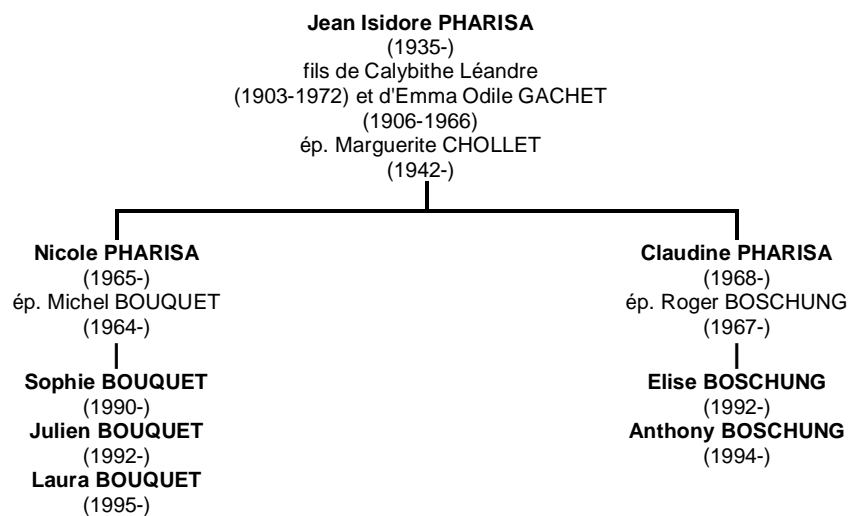 Jean Isidore PHARISA
(1935-)
fils de Calybithe Léandre
(1903-1972) et d'Emma Odile GACHET
(1906-1966)
ép. Marguerite CHOLLET
(1942-)
Nicole PHARISA
(1965-)
ép. Michel BOUQUET
(1964-)
Sophie BOUQUET
(1990-)
Julien BOUQUET
(1992-)
Laura BOUQUET
(1995-)
Claudine PHARISA
(1968-)
ép. Roger BOSCHUNG
(1967-)
Elise BOSCHUNG
(1992-)
Anthony BOSCHUNG
(1994-)